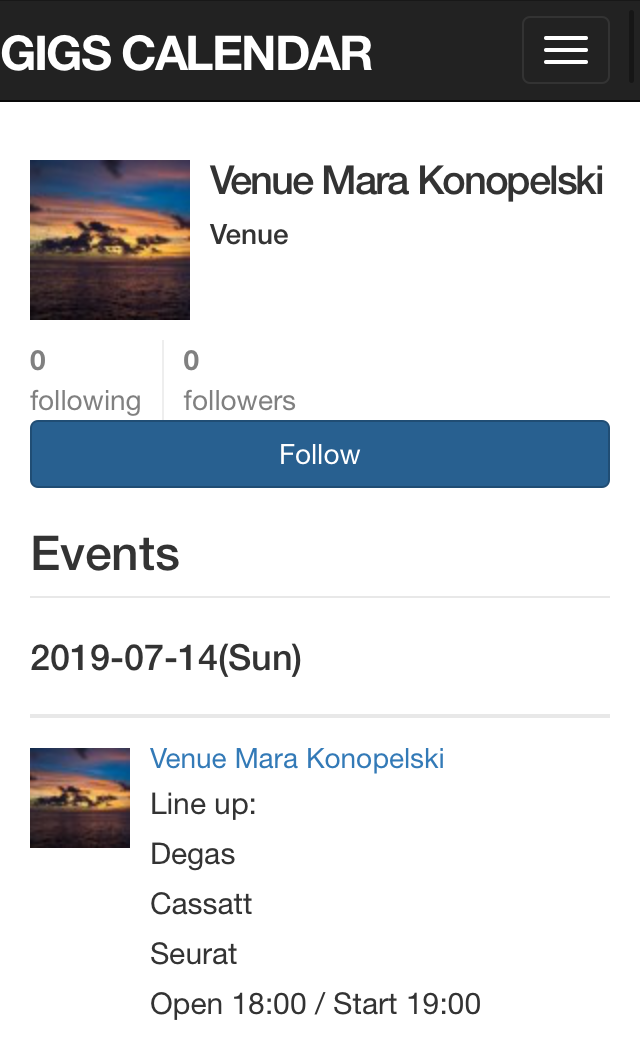 GIGS CALENDAR
Venue Mara Konopelski
Venue
0
following
0
followers
Follow
Events
2019-07-14(Sun)
Venue Mara Konopelski
Line up:
Degas
Cassatt
Seurat
Open 18:00 / Start 19:00